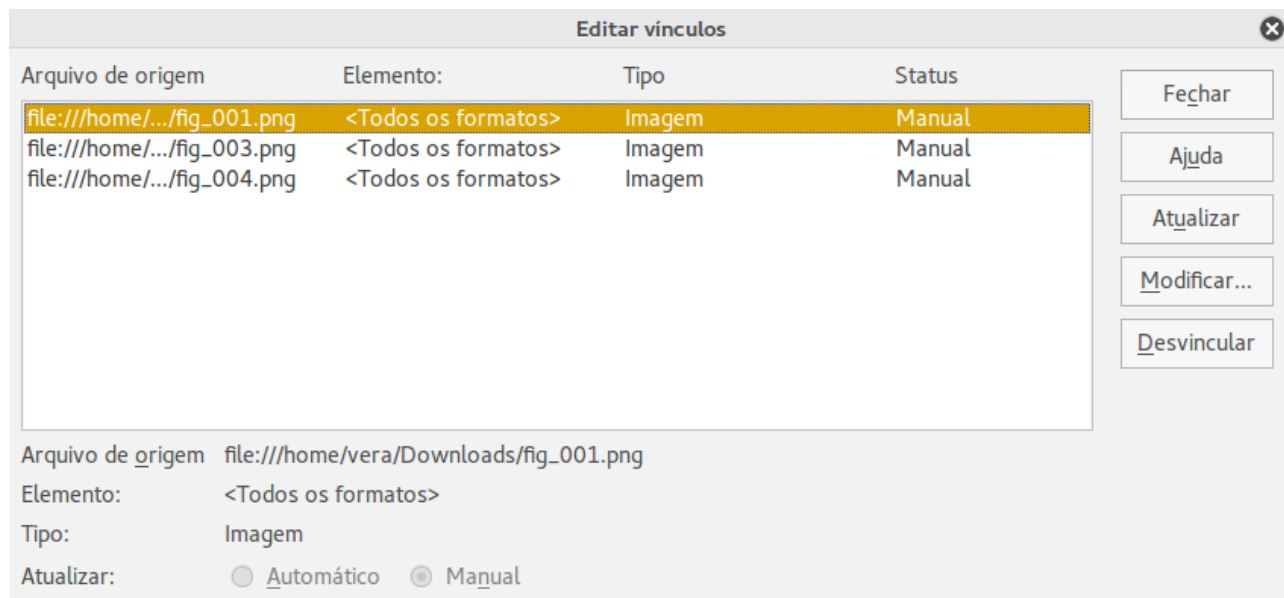 Editar vínculos
Arquivo de origem Elemento: Tipo Status
file:///home/.../fig_001.png <Todos os formatos> Imagem Manual
file:///home/.../fig_003.png <Todos os formatos> Imagem Manual
file:///home/.../fig_004.png <Todos os formatos> Imagem Manual
Fechar
Ajuda
Atualizar
Modificar...
Desvincular
Arquivo de origem file:///home/vera/Downloads/fig_001.png
Elemento: <Todos os formatos>
Tipo: Imagem
Atualizar: Automático Manual